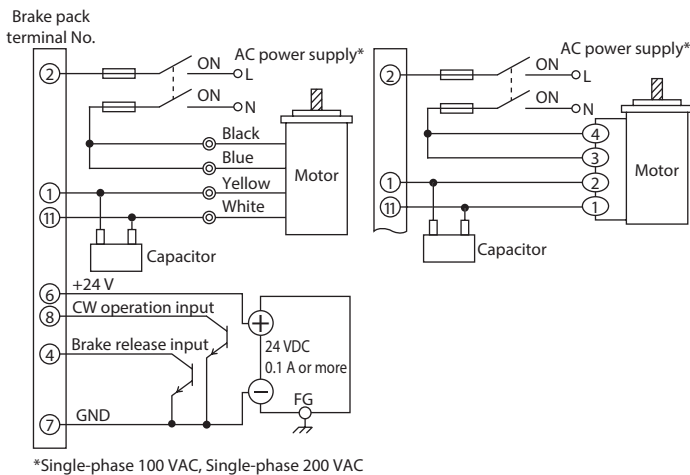 Brake pack
terminal No.
2
ON
AC power supply*
L
ON
N
Black
Blue
Motor
1
Yellow
11
White
Capacitor
6
+24 V
8
CW operation input
4
Brake release input
+
24 VDC
0.1 A or more
−
FG
7
GND
2
ON
AC power supply*
L
ON
N
4
3
Motor
1
2
11
1
Capacitor
*Single-phase 100 VAC, Single-phase 200 VAC